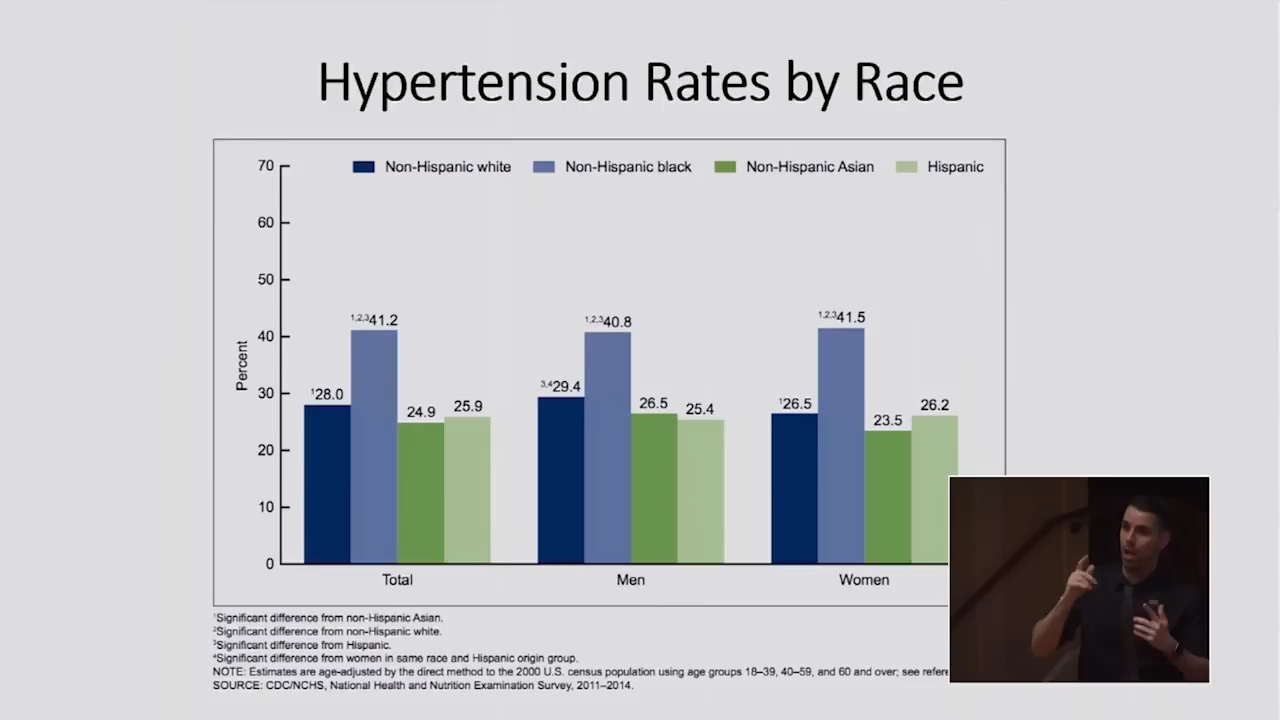 Hypertension Rates by Race
Non-Hispanic white Non-Hispanic black Non-Hispanic Asian Hispanic
70
60
50
40
30
20
10
0
Percent
¹28.0 ¹,²,³41.2 24.9 25.9
³,⁴29.4 ¹,²,³40.8 26.5 25.4
¹26.5 ¹,²,³41.5 23.5 26.2
Total Men Women
¹Significant difference from non-Hispanic Asian.
²Significant difference from non-Hispanic white.
³Significant difference from Hispanic.
⁴Significant difference from women in same race and Hispanic origin group.
NOTE: Estimates are age-adjusted by the direct method to the 2000 U.S. census population using age groups 18–39, 40–59, and 60 and over; see
SOURCE: CDC/NCHS, National Health and Nutrition Examination Survey, 2011–2014.